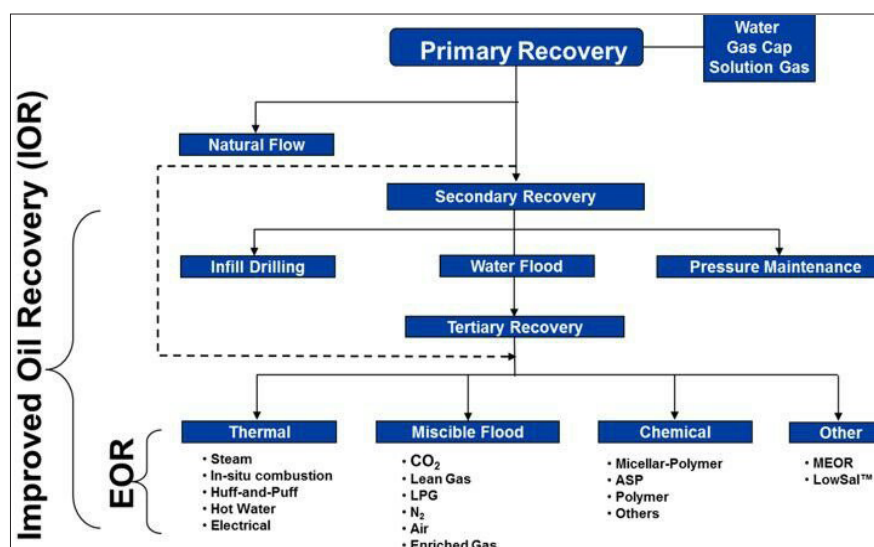 Water
Gas Cap
Solution Gas
Primary Recovery
Natural Flow
Secondary Recovery
Infill Drilling
Water Flood
Pressure Maintenance
Tertiary Recovery
Improved Oil Recovery (IOR)
EOR
Thermal
• Steam
• In-situ combustion
• Huff-and-Puff
• Hot Water
• Electrical
Miscible Flood
• CO₂
• Lean Gas
• LPG
• N₂
• Air
• Enriched Gas
Chemical
• Micellar-Polymer
• ASP
• Polymer
• Others
Other
• MEOR
• LowSal™